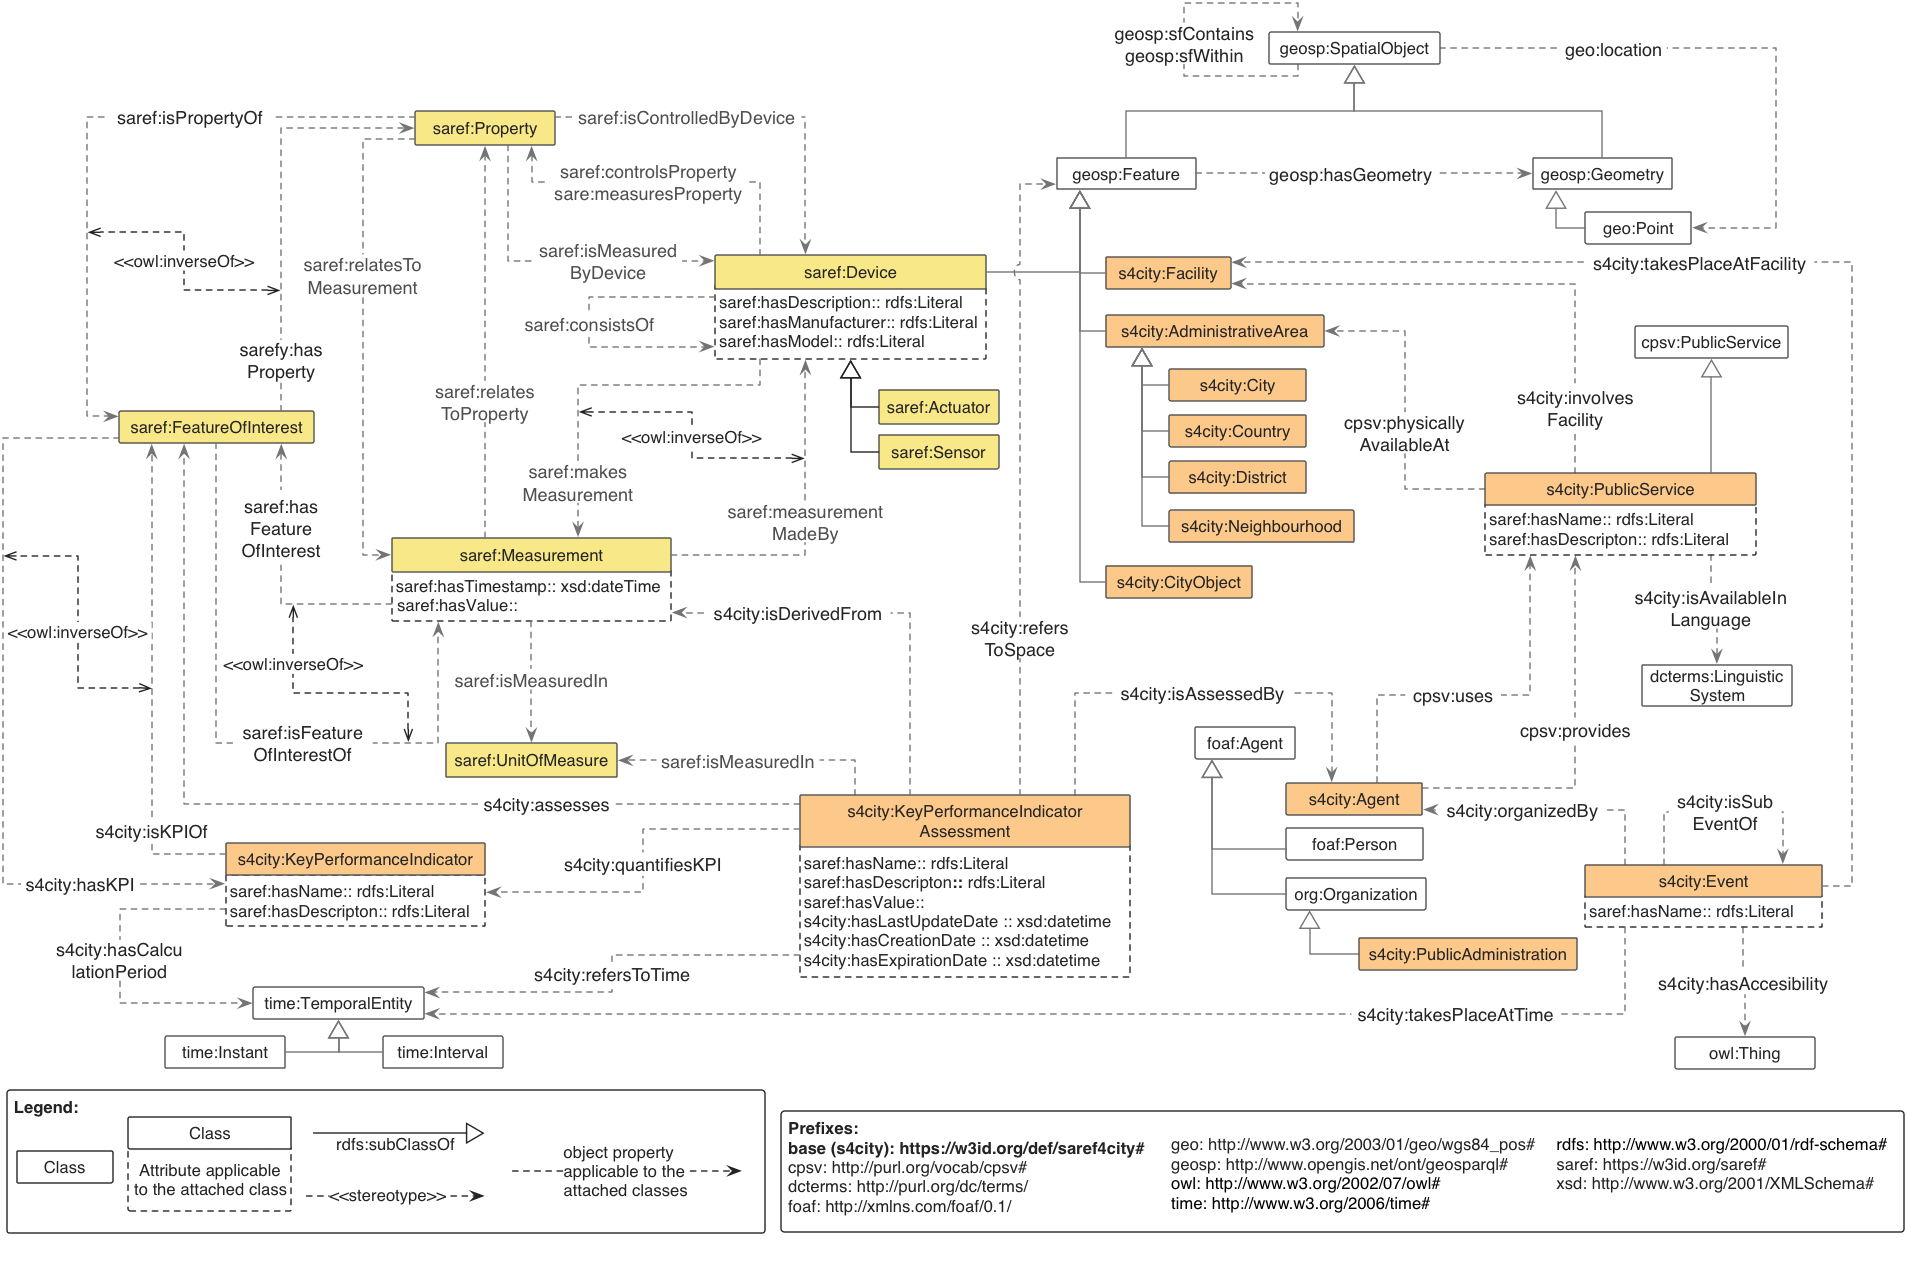 geosp:sfContains
geosp:sfWithin
geosp:SpatialObject
geo:location
saref:isPropertyOf
saref:Property
saref:isControlledByDevice
saref:controlsProperty
sare:measuresProperty
geosp:Feature
geosp:hasGeometry
geosp:Geometry
geo:Point
<<owl:inverseOf>>
saref:relatesTo
Measurement
saref:isMeasured
ByDevice
saref:Device
saref:hasDescription:: rdfs:Literal
saref:hasManufacturer:: rdfs:Literal
saref:hasModel:: rdfs:Literal
saref:consistsOf
s4city:Facility
s4city:takesPlaceAtFacility
s4city:AdministrativeArea
cpsv:PublicService
sarefy:has
Property
saref:relates
ToProperty
saref:Actuator
saref:Sensor
s4city:City
s4city:Country
s4city:District
s4city:Neighbourhood
s4city:CityObject
cpsv:physically
AvailableAt
s4city:involves
Facility
saref:FeatureOfInterest
<<owl:inverseOf>>
saref:makes
Measurement
saref:measurement
MadeBy
s4city:PublicService
saref:hasName:: rdfs:Literal
saref:hasDescripton:: rdfs:Literal
saref:has
Feature
OfInterest
saref:Measurement
saref:hasTimestamp:: xsd:dateTime
saref:hasValue::
s4city:isDerivedFrom
s4city:refers
ToSpace
s4city:isAvailableIn
Language
dcterms:Linguistic
System
<<owl:inverseOf>>
<<owl:inverseOf>>
saref:isMeasuredIn
saref:isFeature
OfInterestOf
saref:UnitOfMeasure
saref:isMeasuredIn
s4city:isAssessedBy
cpsv:uses
cpsv:provides
foaf:Agent
s4city:Agent
s4city:organizedBy
s4city:isSub
EventOf
foaf:Person
org:Organization
s4city:PublicAdministration
s4city:Event
saref:hasName:: rdfs:Literal
s4city:assesses
s4city:KeyPerformanceIndicator
Assessment
saref:hasName:: rdfs:Literal
saref:hasDescripton:: rdfs:Literal
saref:hasValue::
s4city:hasLastUpdateDate :: xsd:datetime
s4city:hasCreationDate :: xsd:datetime
s4city:hasExpirationDate :: xsd:datetime
s4city:isKPIOf
s4city:KeyPerformanceIndicator
saref:hasName:: rdfs:Literal
saref:hasDescripton:: rdfs:Literal
s4city:quantifiesKPI
s4city:hasKPI
s4city:hasCalcu
lationPeriod
s4city:refersToTime
s4city:hasAccesibility
time:TemporalEntity
s4city:takesPlaceAtTime
time:Instant
time:Interval
owl:Thing
Legend:
Class
Class
Attribute applicable
to the attached class
rdfs:subClassOf
<<stereotype>>
object property
applicable to the
attached classes
Prefixes:
base (s4city): https://w3id.org/def/saref4city#
cpsv: http://purl.org/vocab/cpsv#
dcterms: http://purl.org/dc/terms/
foaf: http://xmlns.com/foaf/0.1/
geo: http://www.w3.org/2003/01/geo/wgs84_pos#
geosp: http://www.opengis.net/ont/geosparql#
owl: http://www.w3.org/2002/07/owl#
time: http://www.w3.org/2006/time#
rdfs: http://www.w3.org/2000/01/rdf-schema#
saref: https://w3id.org/saref#
xsd: http://www.w3.org/2001/XMLSchema#